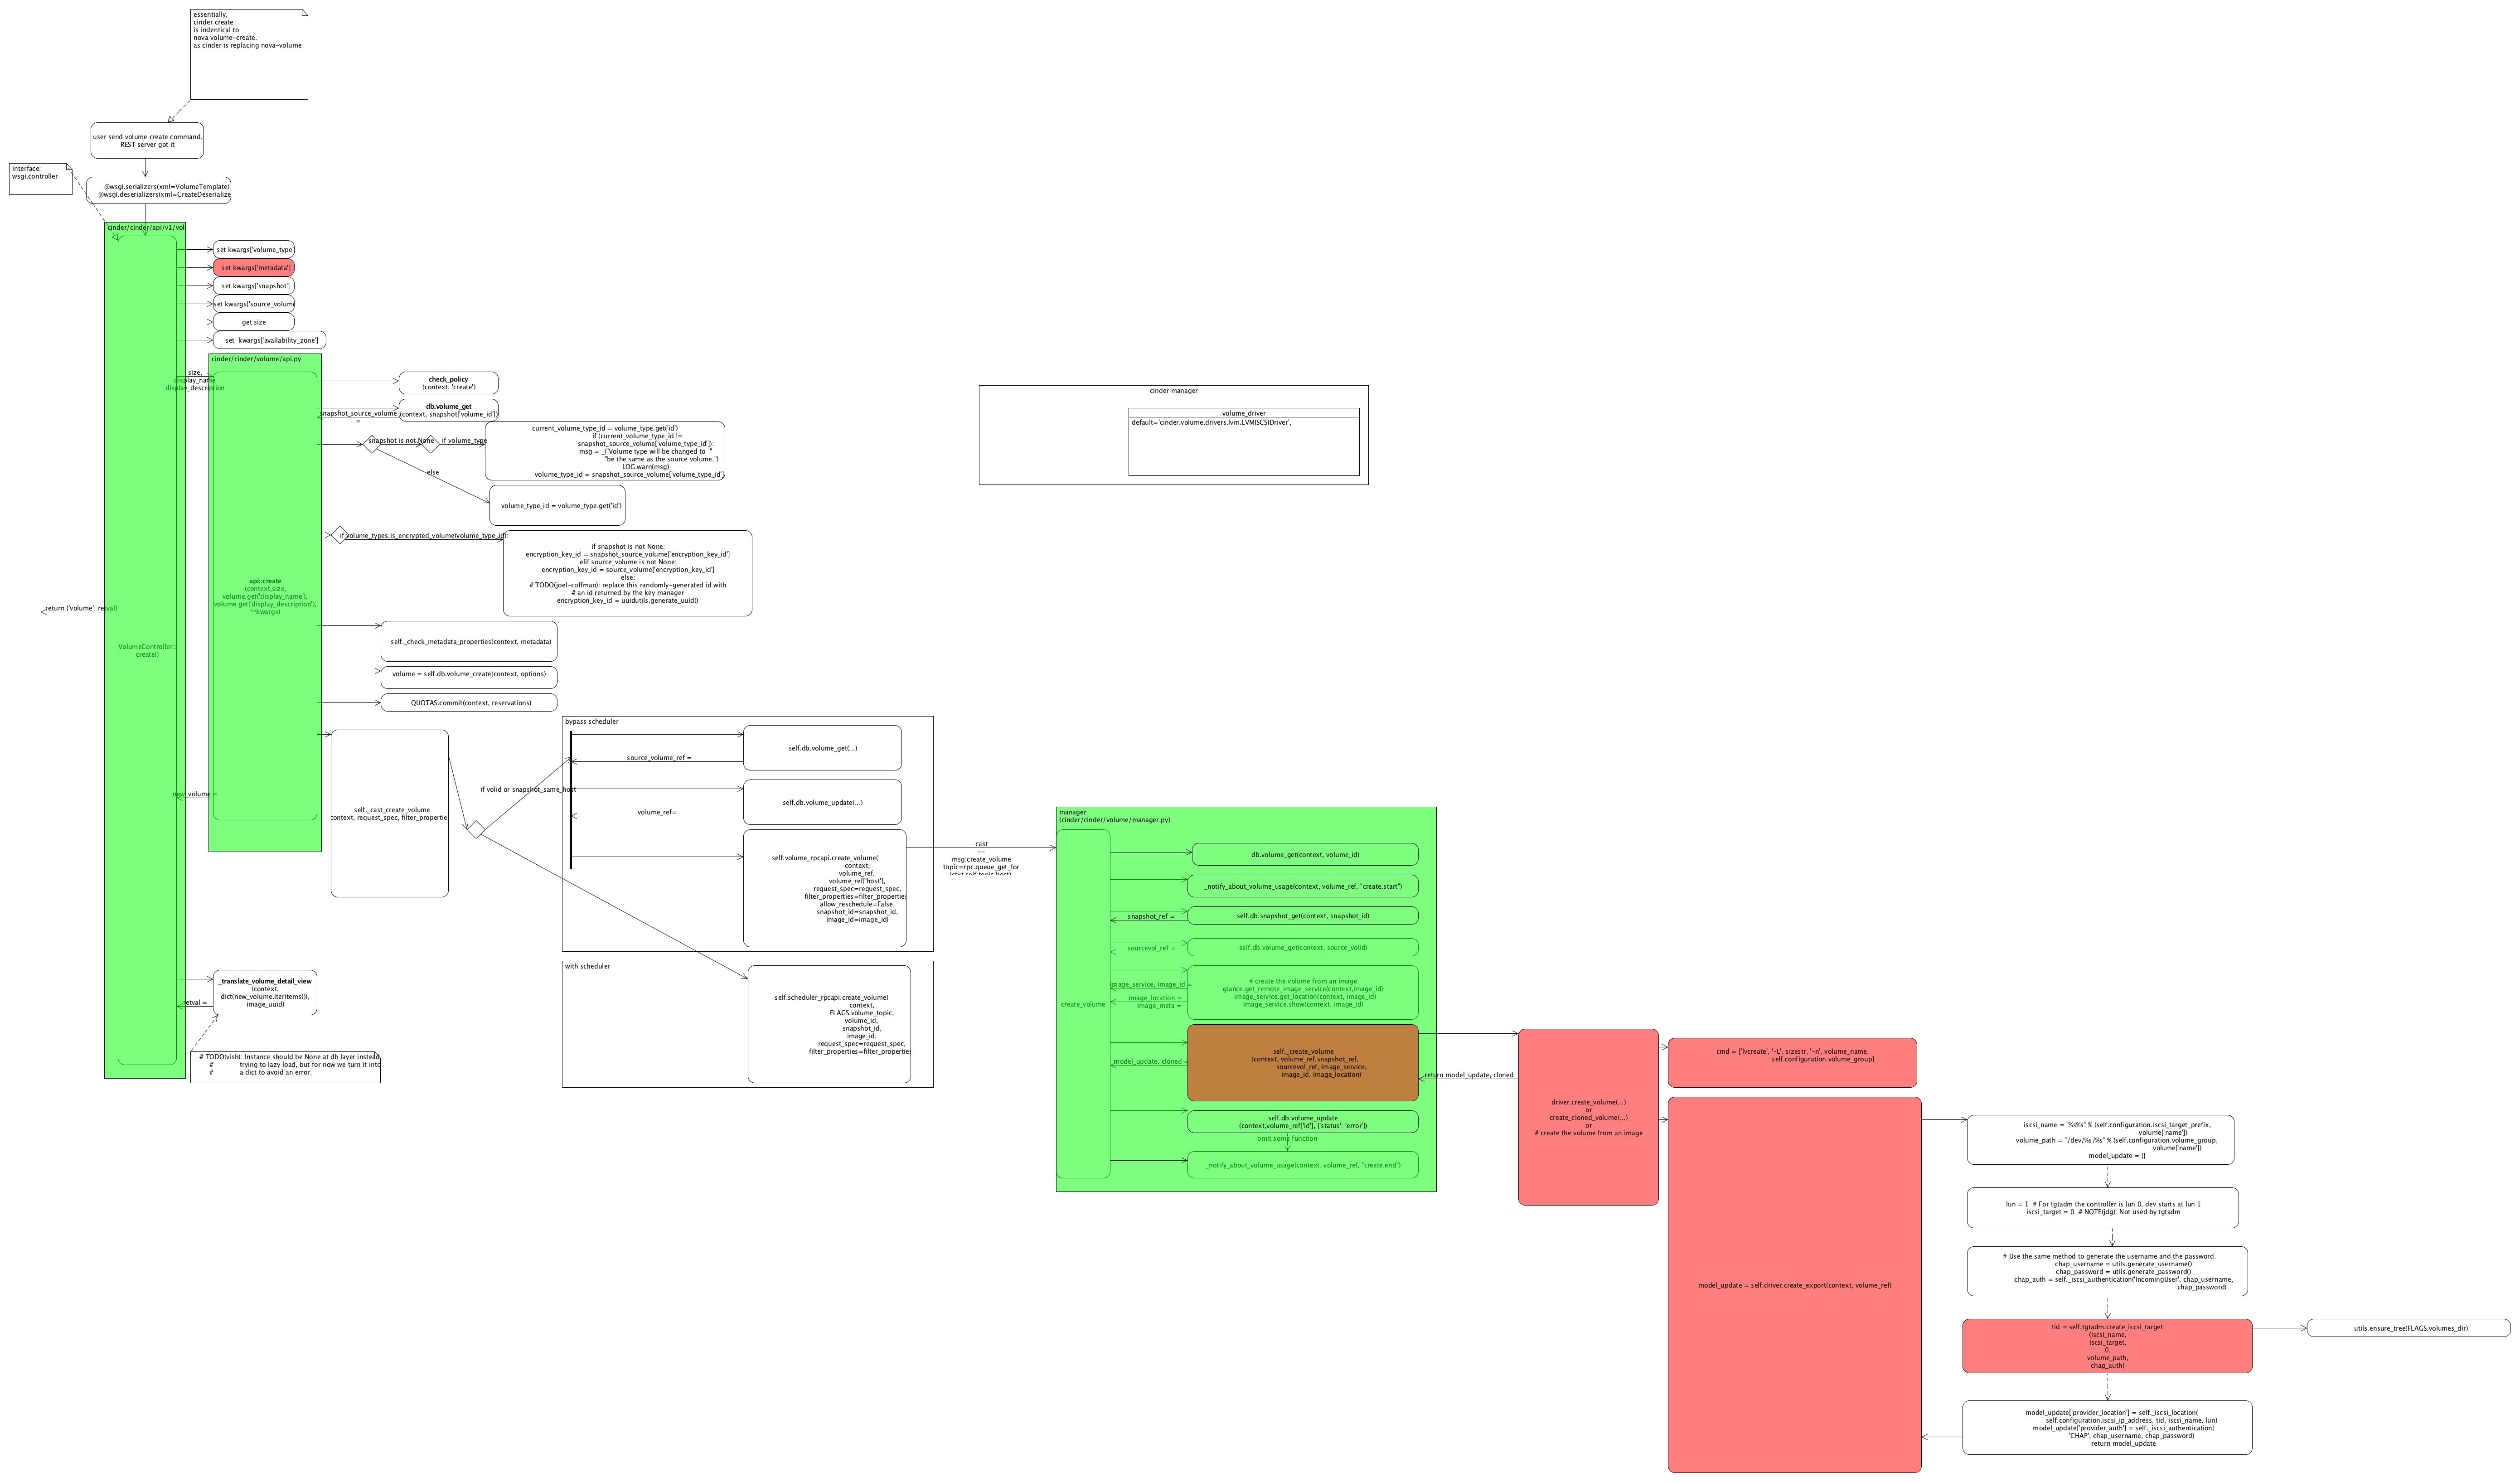 essentially,
cinder create
is indentical to
nova volume-create.
as cinder is replacing nova-volume
user send volume create command,
REST server got it
interface:
wsgi.controller
@wsgi.serializers(xml=VolumeTemplate)
@wsgi.deserializers(xml=CreateDeserialize
cinder/cinder/api/v1/vol
set kwargs['volume_type'
set kwargs['metadata']
set kwargs['snapshot']
set kwargs['source_volume
get size
set kwargs['availability_zone']
cinder/cinder/volume/api.py
size,
display_name
display_description
check_policy
(context, 'create')
db.volume_get
(context, snapshot['volume_id'])
snapshot_source_volume
=
snapshot is not None
if volume_type
current_volume_type_id = volume_type.get('id')
if (current_volume_type_id !=
snapshot_source_volume['volume_type_id']):
msg = _("Volume type will be changed to "
"be the same as the source volume.")
LOG.warn(msg)
volume_type_id = snapshot_source_volume['volume_type_id']
else
volume_type_id = volume_type.get('id')
if volume_types.is_encrypted_volume(volume_type_id):
if snapshot is not None:
encryption_key_id = snapshot_source_volume['encryption_key_id']
elif source_volume is not None:
encryption_key_id = source_volume['encryption_key_id']
else:
# TODO(joel-coffman): replace this randomly-generated id with
# an id returned by the key manager
encryption_key_id = uuidutils.generate_uuid()
api::create
(context,size,
volume.get('display_name'),
volume.get('display_description'),
**kwargs)
return {'volume': retval}
VolumeController::
create()
self._check_metadata_properties(context, metadata)
volume = self.db.volume_create(context, options)
QUOTAS.commit(context, reservations)
self._cast_create_volume
context, request_spec, filter_propertie
new_volume =
if volid or snapshot_same_host
bypass scheduler
self.db.volume_get(...)
source_volume_ref =
self.db.volume_update(...)
volume_ref=
self.volume_rpcapi.create_volume(
context,
volume_ref,
volume_ref['host'],
request_spec=request_spec,
filter_properties=filter_properties
allow_reschedule=False,
snapshot_id=snapshot_id,
image_id=image_id)
with scheduler
self.scheduler_rpcapi.create_volume(
context,
FLAGS.volume_topic,
volume_id,
snapshot_id,
image_id,
request_spec=request_spec,
filter_properties=filter_properties
_translate_volume_detail_view
(context,
dict(new_volume.iteritems()),
image_uuid)
retval =
# TODO(vish): Instance should be None at db layer instead
# trying to lazy load, but for now we turn it into
# a dict to avoid an error.
cinder manager
volume_driver
default='cinder.volume.drivers.lvm.LVMISCSIDriver',
cast
--
msg:create_volume
topic=rpc.queue_get_for
(ctxt,self.topic,host)
manager
(cinder/cinder/volume/manager.py)
create_volume
db.volume_get(context, volume_id)
_notify_about_volume_usage(context, volume_ref, "create.start")
self.db.snapshot_get(context, snapshot_id)
snapshot_ref =
self.db.volume_get(context, source_volid)
sourcevol_ref =
# create the volume from an image
glance.get_remote_image_service(context,image_id)
image_service.get_location(context, image_id)
image_service.show(context, image_id)
image_service, image_id =
image_location =
image_meta =
self._create_volume
(context, volume_ref,snapshot_ref,
sourcevol_ref, image_service,
image_id, image_location)
model_update, cloned =
return model_update, cloned
self.db.volume_update
(context,volume_ref['id'], {'status': 'error'})
omit some function
_notify_about_volume_usage(context, volume_ref, "create.end")
driver.create_volume(...)
or
create_cloned_volume(...)
or
# create the volume from an image
cmd = ['lvcreate', '-L', sizestr, '-n', volume_name,
self.configuration.volume_group]
model_update = self.driver.create_export(context, volume_ref)
iscsi_name = "%s%s" % (self.configuration.iscsi_target_prefix,
volume['name'])
volume_path = "/dev/%s/%s" % (self.configuration.volume_group,
volume['name'])
model_update = {}
lun = 1 # For tgtadm the controller is lun 0, dev starts at lun 1
iscsi_target = 0 # NOTE(jdg): Not used by tgtadm
# Use the same method to generate the username and the password.
chap_username = utils.generate_username()
chap_password = utils.generate_password()
chap_auth = self._iscsi_authentication('IncomingUser', chap_username,
chap_password)
tid = self.tgtadm.create_iscsi_target
(iscsi_name,
iscsi_target,
0,
volume_path,
chap_auth)
utils.ensure_tree(FLAGS.volumes_dir)
model_update['provider_location'] = self._iscsi_location(
self.configuration.iscsi_ip_address, tid, iscsi_name, lun)
model_update['provider_auth'] = self._iscsi_authentication(
'CHAP', chap_username, chap_password)
return model_update